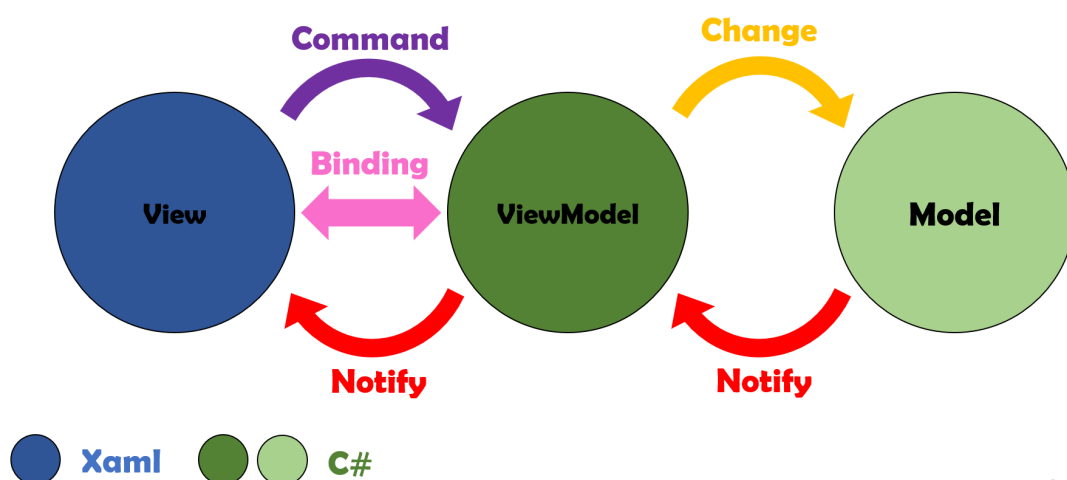 Command
Change
Binding
View
ViewModel
Model
Notify
Notify
Xaml
C#